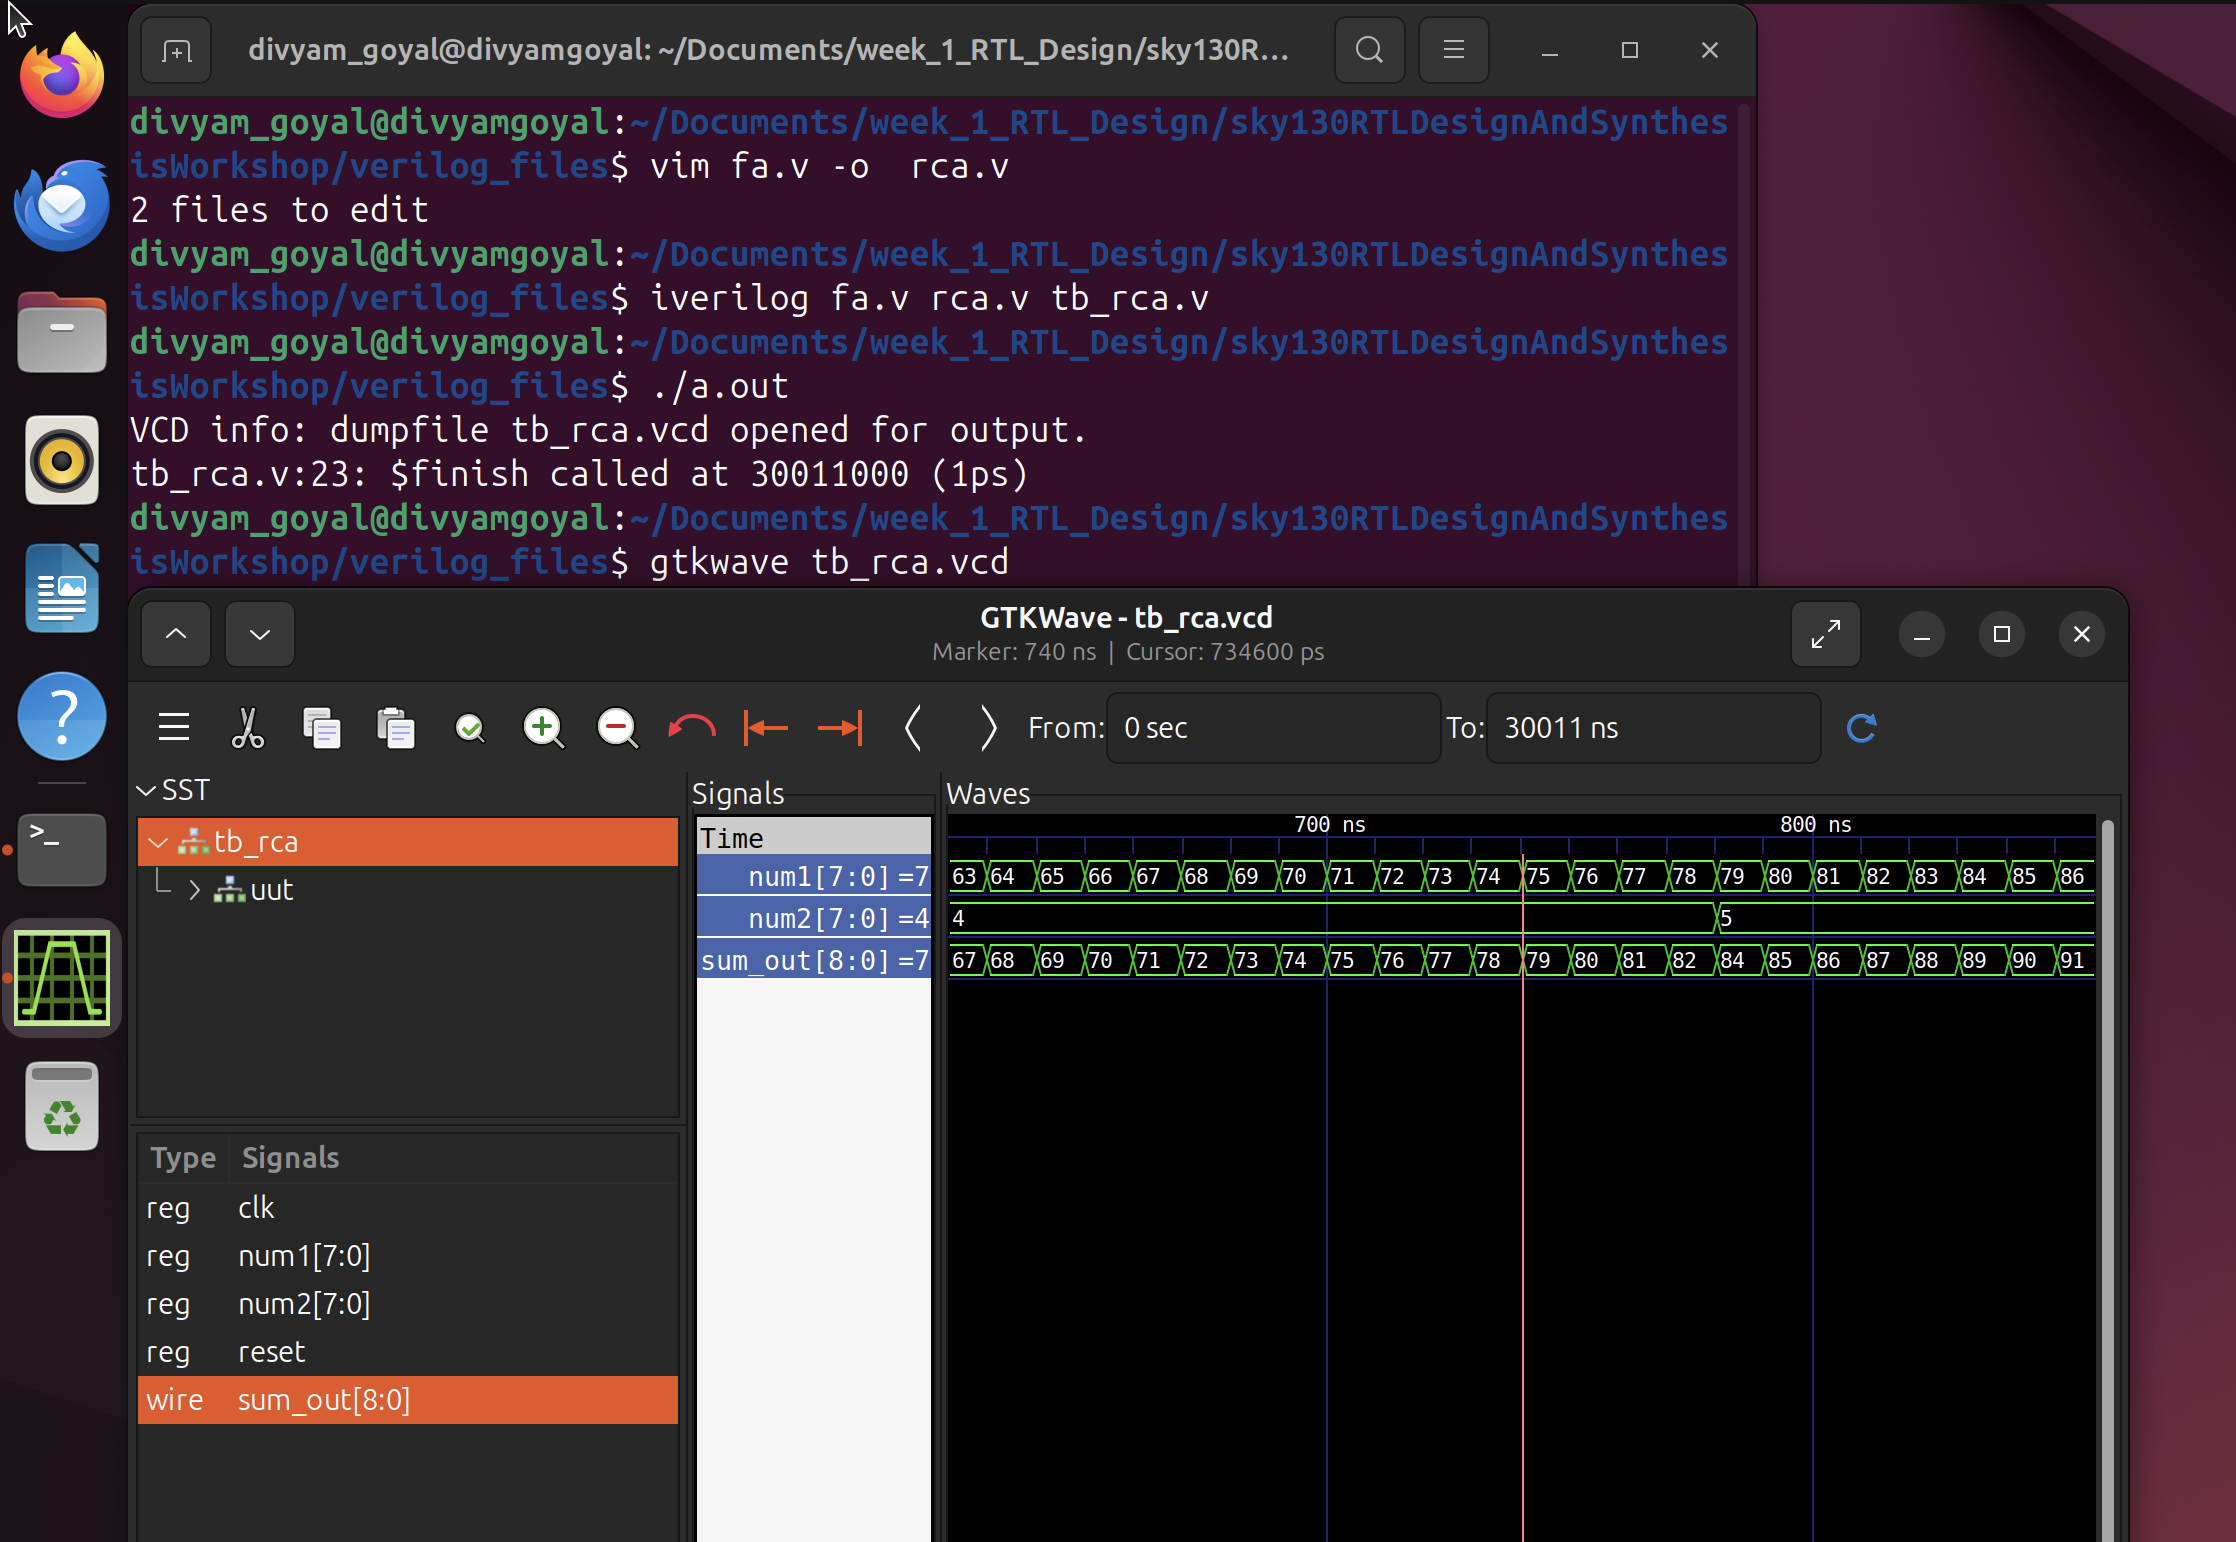 divyam_goyal@divyamgoyal: ~/Documents/week_1_RTL_Design/sky130R...
divyam_goyal@divyamgoyal:~/Documents/week_1_RTL_Design/sky130RTLDesignAndSynthes
isWorkshop/verilog_files$ vim fa.v -o  rca.v
2 files to edit
divyam_goyal@divyamgoyal:~/Documents/week_1_RTL_Design/sky130RTLDesignAndSynthes
isWorkshop/verilog_files$ iverilog fa.v rca.v tb_rca.v
divyam_goyal@divyamgoyal:~/Documents/week_1_RTL_Design/sky130RTLDesignAndSynthes
isWorkshop/verilog_files$ ./a.out
VCD info: dumpfile tb_rca.vcd opened for output.
tb_rca.v:23: $finish called at 30011000 (1ps)
divyam_goyal@divyamgoyal:~/Documents/week_1_RTL_Design/sky130RTLDesignAndSynthes
isWorkshop/verilog_files$ gtkwave tb_rca.vcd
GTKWave - tb_rca.vcd
Marker: 740 ns | Cursor: 734600 ps
From: 0 sec To: 30011 ns
SST
tb_rca
uut
Type Signals
reg clk
reg num1[7:0]
reg num2[7:0]
reg reset
wire sum_out[8:0]
Signals
Time
num1[7:0] =7
num2[7:0] =4
sum_out[8:0] =7
Waves
700 ns 800 ns
63 64 65 66 67 68 69 70 71 72 73 74 75 76 77 78 79 80 81 82 83 84 85 86
4 5
67 68 69 70 71 72 73 74 75 76 77 78 79 80 81 82 84 85 86 87 88 89 90 91